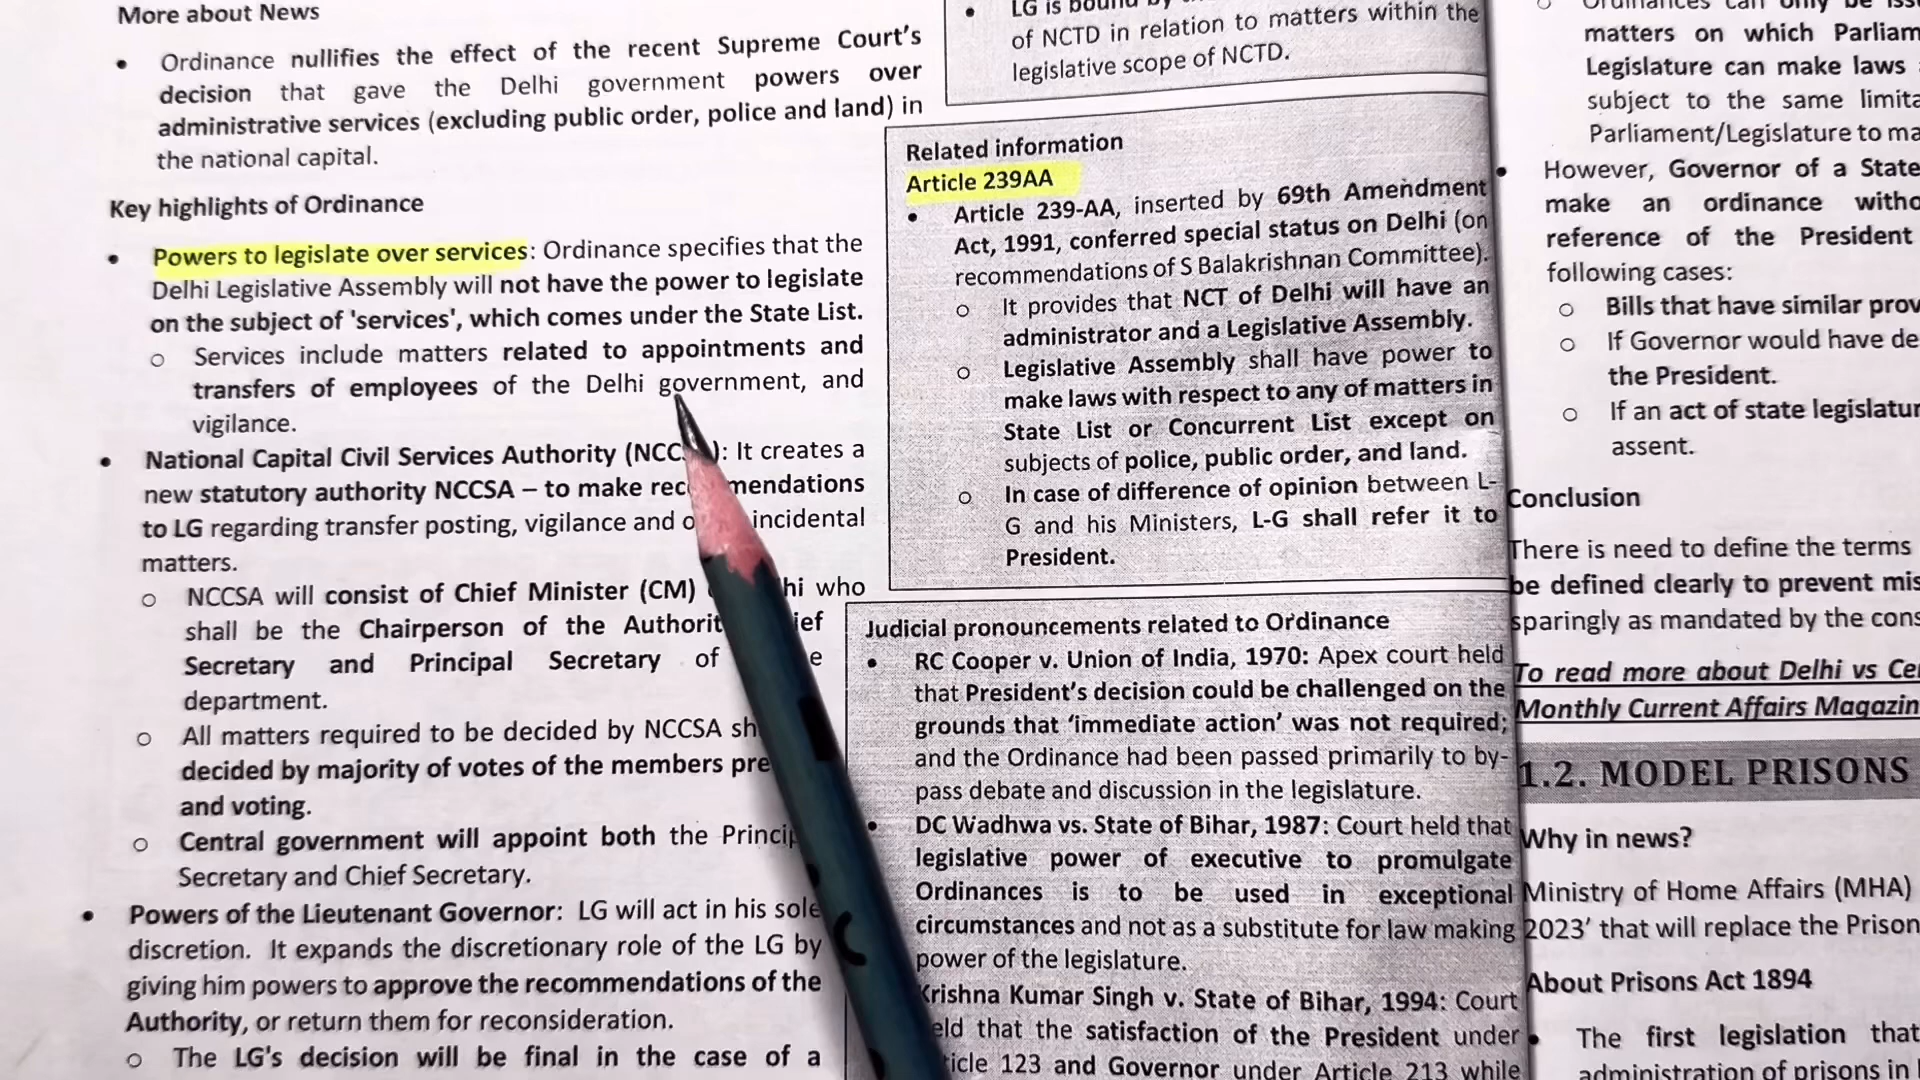 More about News
• Ordinance nullifies the effect of the recent Supreme Court's
decision that gave the Delhi government powers over
administrative services (excluding public order, police and land) in
the national capital.
Key highlights of Ordinance
• Powers to legislate over services: Ordinance specifies that the
Delhi Legislative Assembly will not have the power to legislate
on the subject of 'services', which comes under the State List.
o Services include matters related to appointments and
transfers of employees of the Delhi government, and
vigilance.
• National Capital Civil Services Authority (NCC): It creates a
new statutory authority NCCSA – to make rec mendations
to LG regarding transfer posting, vigilance and o incidental
matters.
o NCCSA will consist of Chief Minister (CM) hi who
shall be the Chairperson of the Authorit ief
Secretary and Principal Secretary of e
department.
o All matters required to be decided by NCCSA sh
decided by majority of votes of the members pre
and voting.
o Central government will appoint both the Princip
Secretary and Chief Secretary.
• Powers of the Lieutenant Governor: LG will act in his sole
discretion. It expands the discretionary role of the LG by
giving him powers to approve the recommendations of the
Authority, or return them for reconsideration.
o The LG's decision will be final in the case of a
• LG is bound by
of NCTD in relation to matters within the
legislative scope of NCTD.
Related information
Article 239AA
• Article 239-AA, inserted by 69th Amendment
Act, 1991, conferred special status on Delhi (on
recommendations of S Balakrishnan Committee).
o It provides that NCT of Delhi will have an
administrator and a Legislative Assembly.
o Legislative Assembly shall have power to
make laws with respect to any of matters in
State List or Concurrent List except on
subjects of police, public order, and land.
o In case of difference of opinion between L-
G and his Ministers, L-G shall refer it to
President.
Judicial pronouncements related to Ordinance
• RC Cooper v. Union of India, 1970: Apex court held
that President's decision could be challenged on the
grounds that 'immediate action' was not required;
and the Ordinance had been passed primarily to by-
pass debate and discussion in the legislature.
• DC Wadhwa vs. State of Bihar, 1987: Court held that
legislative power of executive to promulgate
Ordinances is to be used in exceptional
circumstances and not as a substitute for law making
power of the legislature.
Krishna Kumar Singh v. State of Bihar, 1994: Court
eld that the satisfaction of the President under
ticle 123 and Governor under Article 213 while
o Ordinances can only be iss
matters on which Parliam
Legislature can make laws
subject to the same limita
Parliament/Legislature to ma
• However, Governor of a State
make an ordinance witho
reference of the President
following cases:
o Bills that have similar prov
o If Governor would have de
the President.
o If an act of state legislatur
assent.
Conclusion
There is need to define the terms
be defined clearly to prevent mis
sparingly as mandated by the cons
To read more about Delhi vs Cen
Monthly Current Affairs Magazin
1.2. MODEL PRISONS
Why in news?
Ministry of Home Affairs (MHA)
2023' that will replace the Prison
About Prisons Act 1894
• The first legislation that
administration of prisons in I